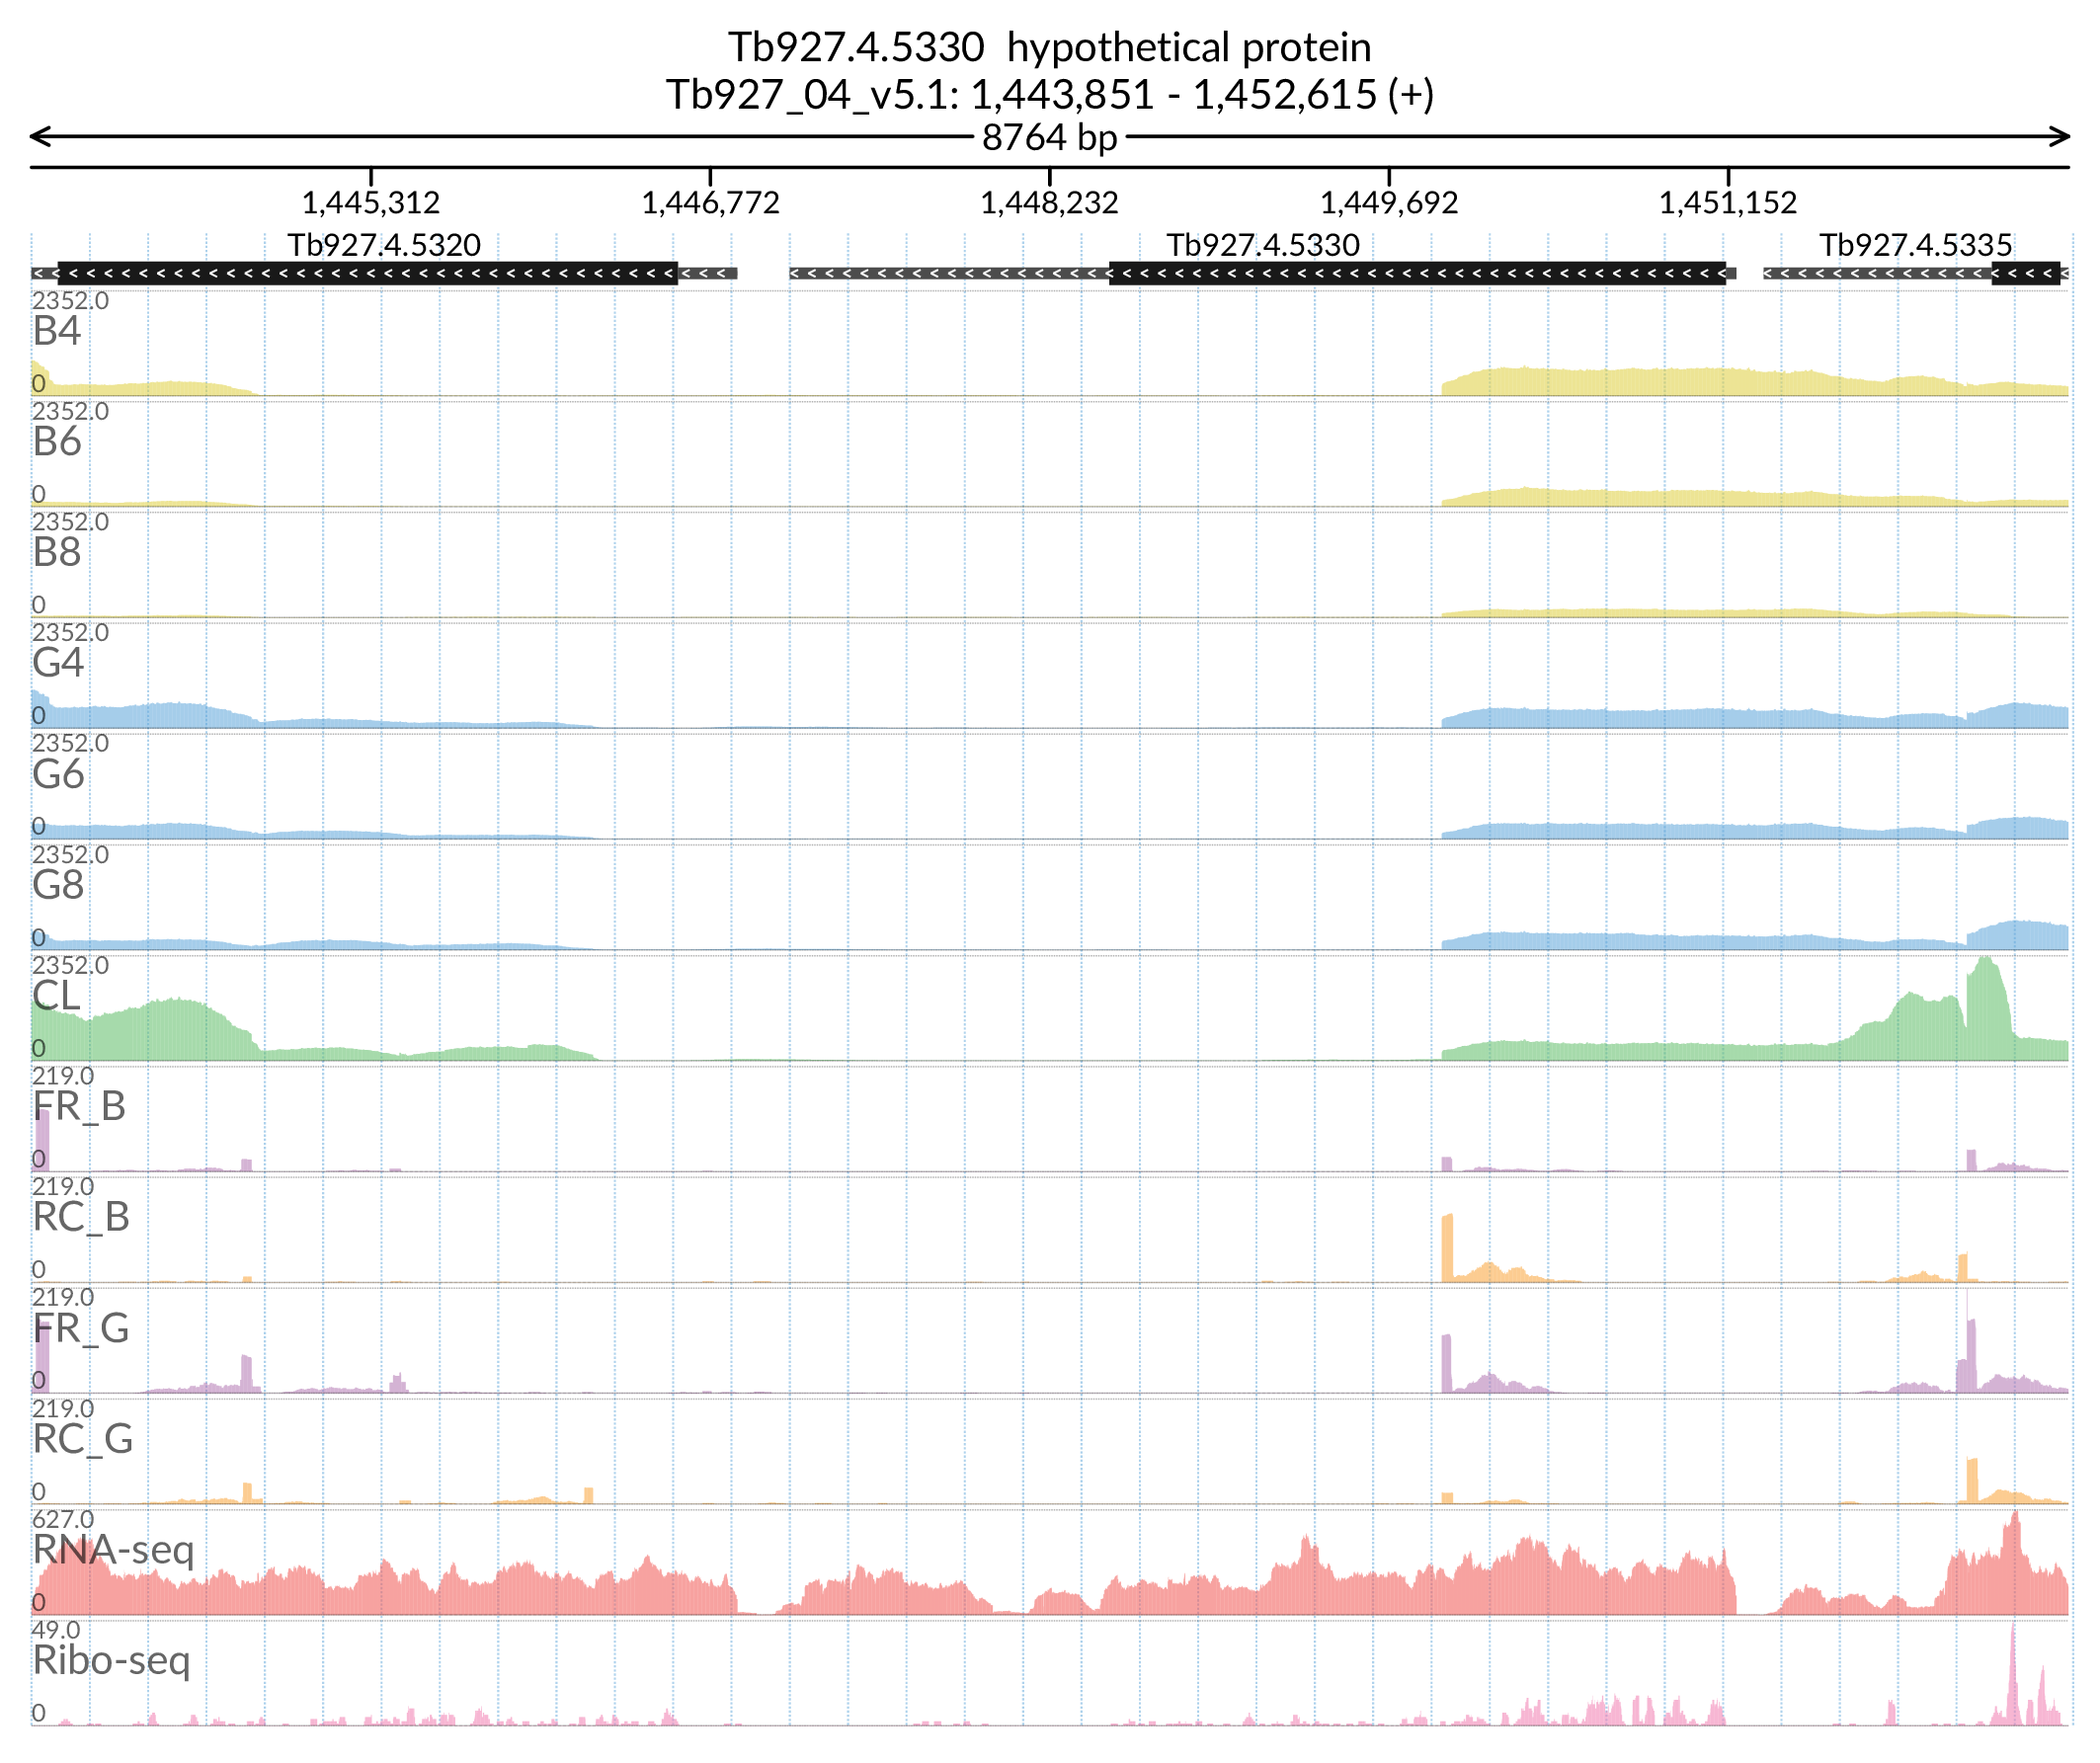 Tb927.4.5330 hypothetical protein
Tb927_04_v5.1: 1,443,851 - 1,452,615 (+)
8764 bp
1,445,312 1,446,772 1,448,232 1,449,692 1,451,152
Tb927.4.5320 Tb927.4.5330 Tb927.4.5335
2352.0
B4
0
2352.0
B6
0
2352.0
B8
0
2352.0
G4
0
2352.0
G6
0
2352.0
G8
0
2352.0
CL
0
219.0
FR_B
0
219.0
RC_B
0
219.0
FR_G
0
219.0
RC_G
0
627.0
RNA-seq
0
49.0
Ribo-seq
0